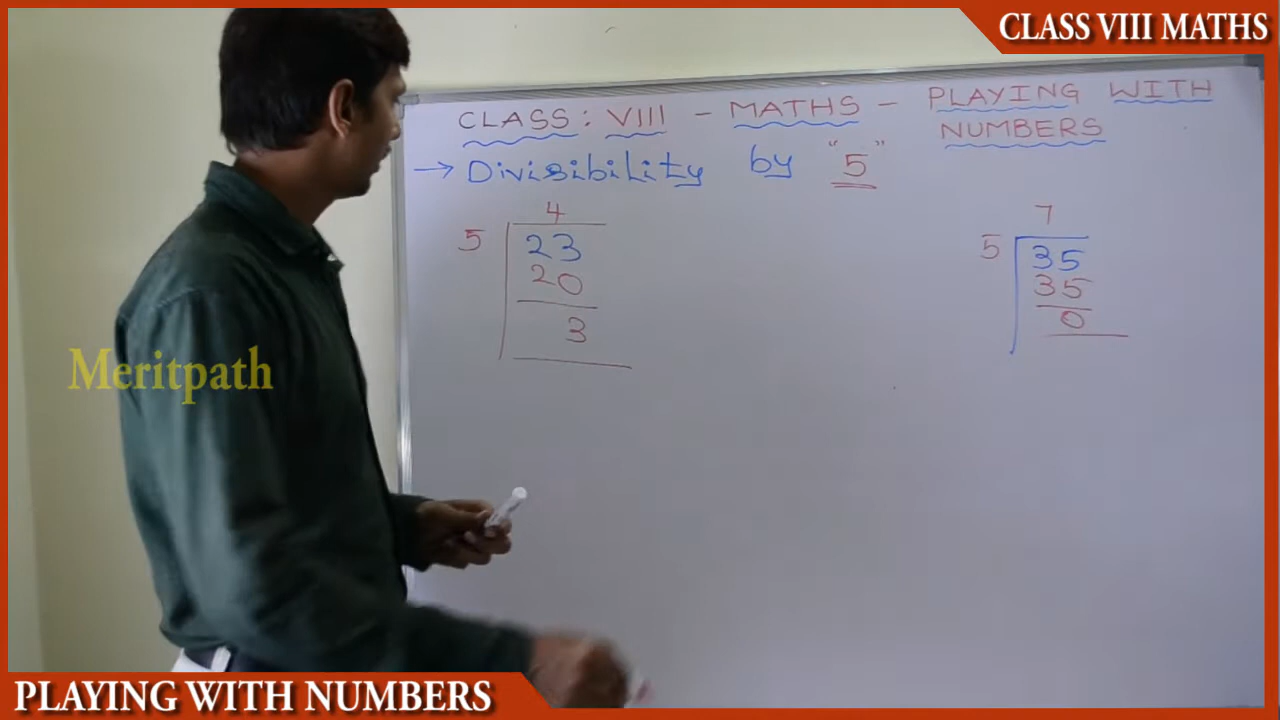 CLASS VIII MATHS
CLASS: VIII - MATHS - PLAYING WITH
NUMBERS
→ Divisibility by "5"
4
5 23
20
3
7
5 35
35
0
Meritpath
PLAYING WITH NUMBERS